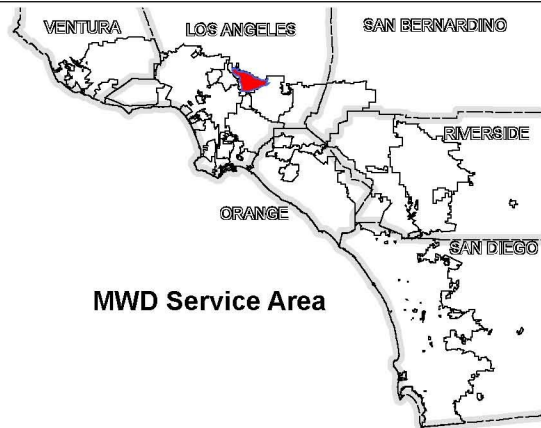 VENTURA
LOS ANGELES
SAN BERNARDINO
RIVERSIDE
ORANGE
SAN DIEGO
MWD Service Area